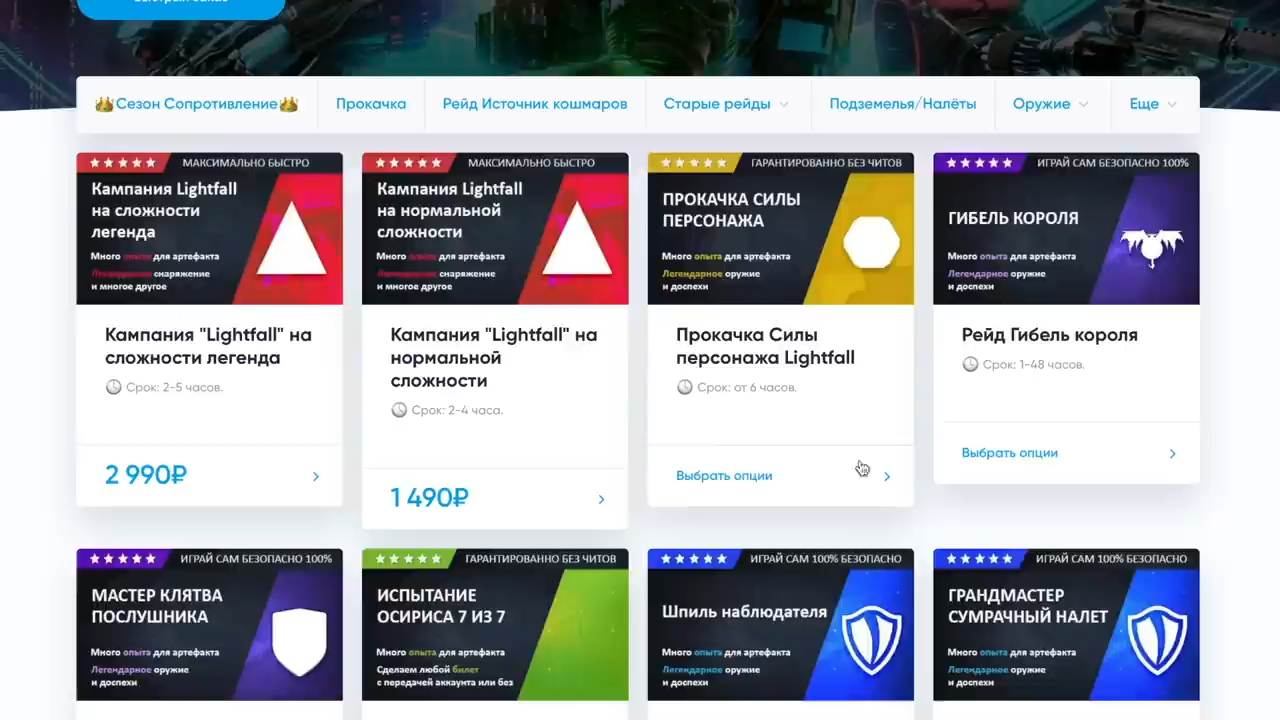 Быстрый заказ
👑Сезон Сопротивление👑
Прокачка
Рейд Источник кошмаров
Старые рейды
Подземелья/Налёты
Оружие
Еще
МАКСИМАЛЬНО БЫСТРО
Кампания Lightfall
на сложности
легенда
Много опыта для артефакта
Легендарное снаряжение
и многое другое
Кампания "Lightfall" на
сложности легенда
Срок: 2-5 часов.
2 990₽
МАКСИМАЛЬНО БЫСТРО
Кампания Lightfall
на нормальной
сложности
Много опыта для артефакта
Легендарное снаряжение
и многое другое
Кампания "Lightfall" на
нормальной
сложности
Срок: 2-4 часа.
1 490₽
ГАРАНТИРОВАННО БЕЗ ЧИТОВ
ПРОКАЧКА СИЛЫ
ПЕРСОНАЖА
Много опыта для артефакта
Легендарное оружие
и доспехи
Прокачка Силы
персонажа Lightfall
Срок: от 6 часов.
Выбрать опции
ИГРАЙ САМ БЕЗОПАСНО 100%
ГИБЕЛЬ КОРОЛЯ
Много опыта для артефакта
Легендарное оружие
и доспехи
Рейд Гибель короля
Срок: 1-48 часов.
Выбрать опции
ИГРАЙ САМ БЕЗОПАСНО 100%
МАСТЕР КЛЯТВА
ПОСЛУШНИКА
Много опыта для артефакта
Легендарное оружие
и доспехи
ГАРАНТИРОВАННО БЕЗ ЧИТОВ
ИСПЫТАНИЕ
ОСИРИСА 7 ИЗ 7
Много опыта для артефакта
Сделаем любой билет
с передачей аккаунта или без
ИГРАЙ САМ 100% БЕЗОПАСНО
Шпиль наблюдателя
Много опыта для артефакта
Легендарное оружие
и доспехи
ИГРАЙ САМ 100% БЕЗОПАСНО
ГРАНДМАСТЕР
СУМРАЧНЫЙ НАЛЕТ
Много опыта для артефакта
Легендарное оружие
и доспехи